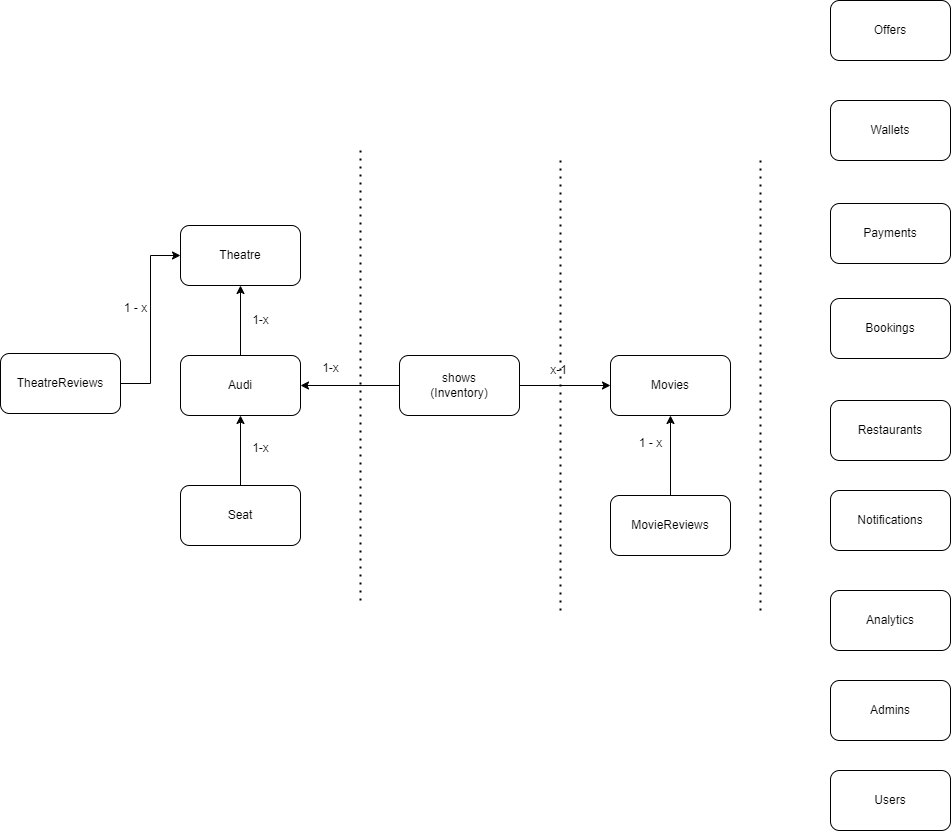 Offers
Wallets
Payments
Theatre
1 - x
1-x
Bookings
TheatreReviews
Audi
1-x
shows
(Inventory)
x-1
Movies
Restaurants
1-x
1 - x
Seat
MovieReviews
Notifications
Analytics
Admins
Users